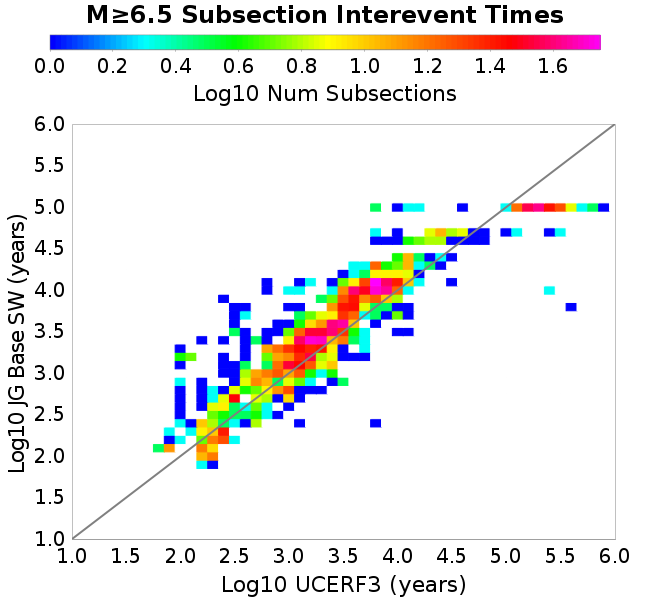 M≥6.5 Subsection Interevent Times
0.0 0.2 0.4 0.6 0.8 1.0 1.2 1.4 1.6
Log10 Num Subsections
Log10 JG Base SW (years)
6.0
5.5
5.0
4.5
4.0
3.5
3.0
2.5
2.0
1.5
1.0
1.0 1.5 2.0 2.5 3.0 3.5 4.0 4.5 5.0 5.5 6.0
Log10 UCERF3 (years)